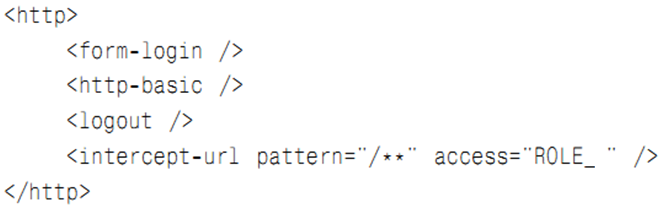 <http>
<form-login />
<http-basic />
<logout />
<intercept-url pattern="/**" access="ROLE_ " />
</http>